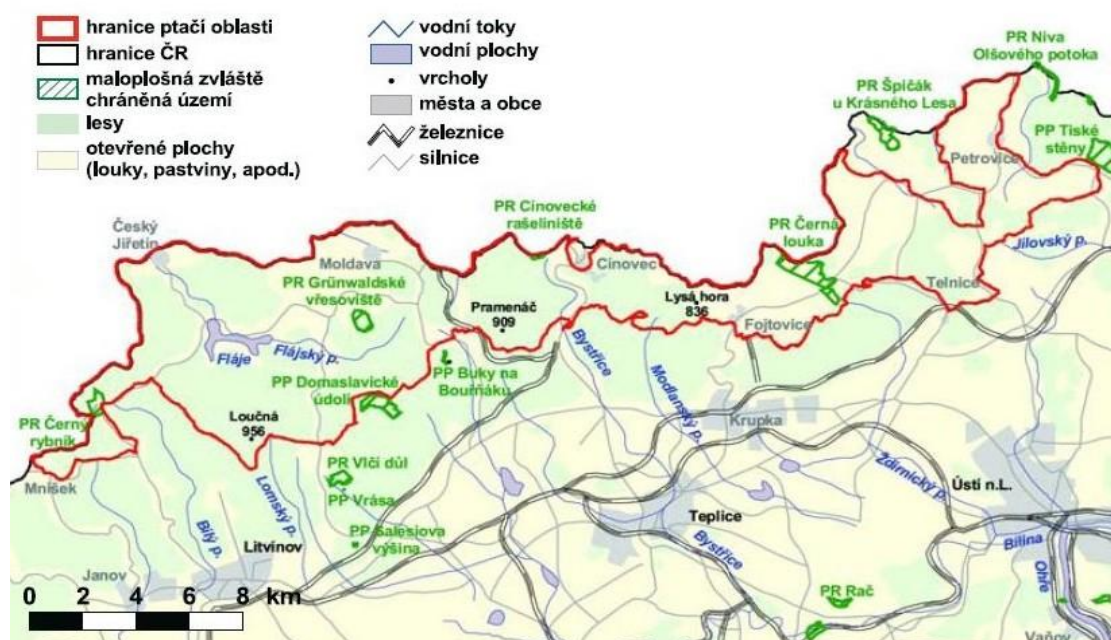 hranice ptačí oblasti
hranice ČR
maloplošná zvláště
chráněná území
lesy
otevřené plochy
(louky, pastviny, apod.)
vodní toky
vodní plochy
vrcholy
města a obce
železnice
silnice
PR Niva
Olšového potoka
PR Špičák
u Krásného Lesa
PP Tiské
stěny
Petrovice
PR Cínovecké
rašeliniště
PR Černá
louka
Český
Jiřetín
Moldava
Cínovec
Jílovský p.
Telnice
PR Grünwaldské
vřesoviště
Pramenáč
909
Lysá hora
836
Fojtovice
Fláje
Flájský p.
Bystřice
Modlanský p.
PP Buky na
Bouřňáku
PP Domaslavické
údolí
Loučná
956
PR Černý
rybník
Krupka
Mníšek
PR Vlčí důl
PP Vrása
Ždírnický p.
Ústí n.L.
Lomský p.
Bílý p.
Teplice
PP Salesiova
výšina
Litvínov
Bystřice
Bílina
Ohře
Janov
PR Rač
Vaňov
0 2 4 6 8 km